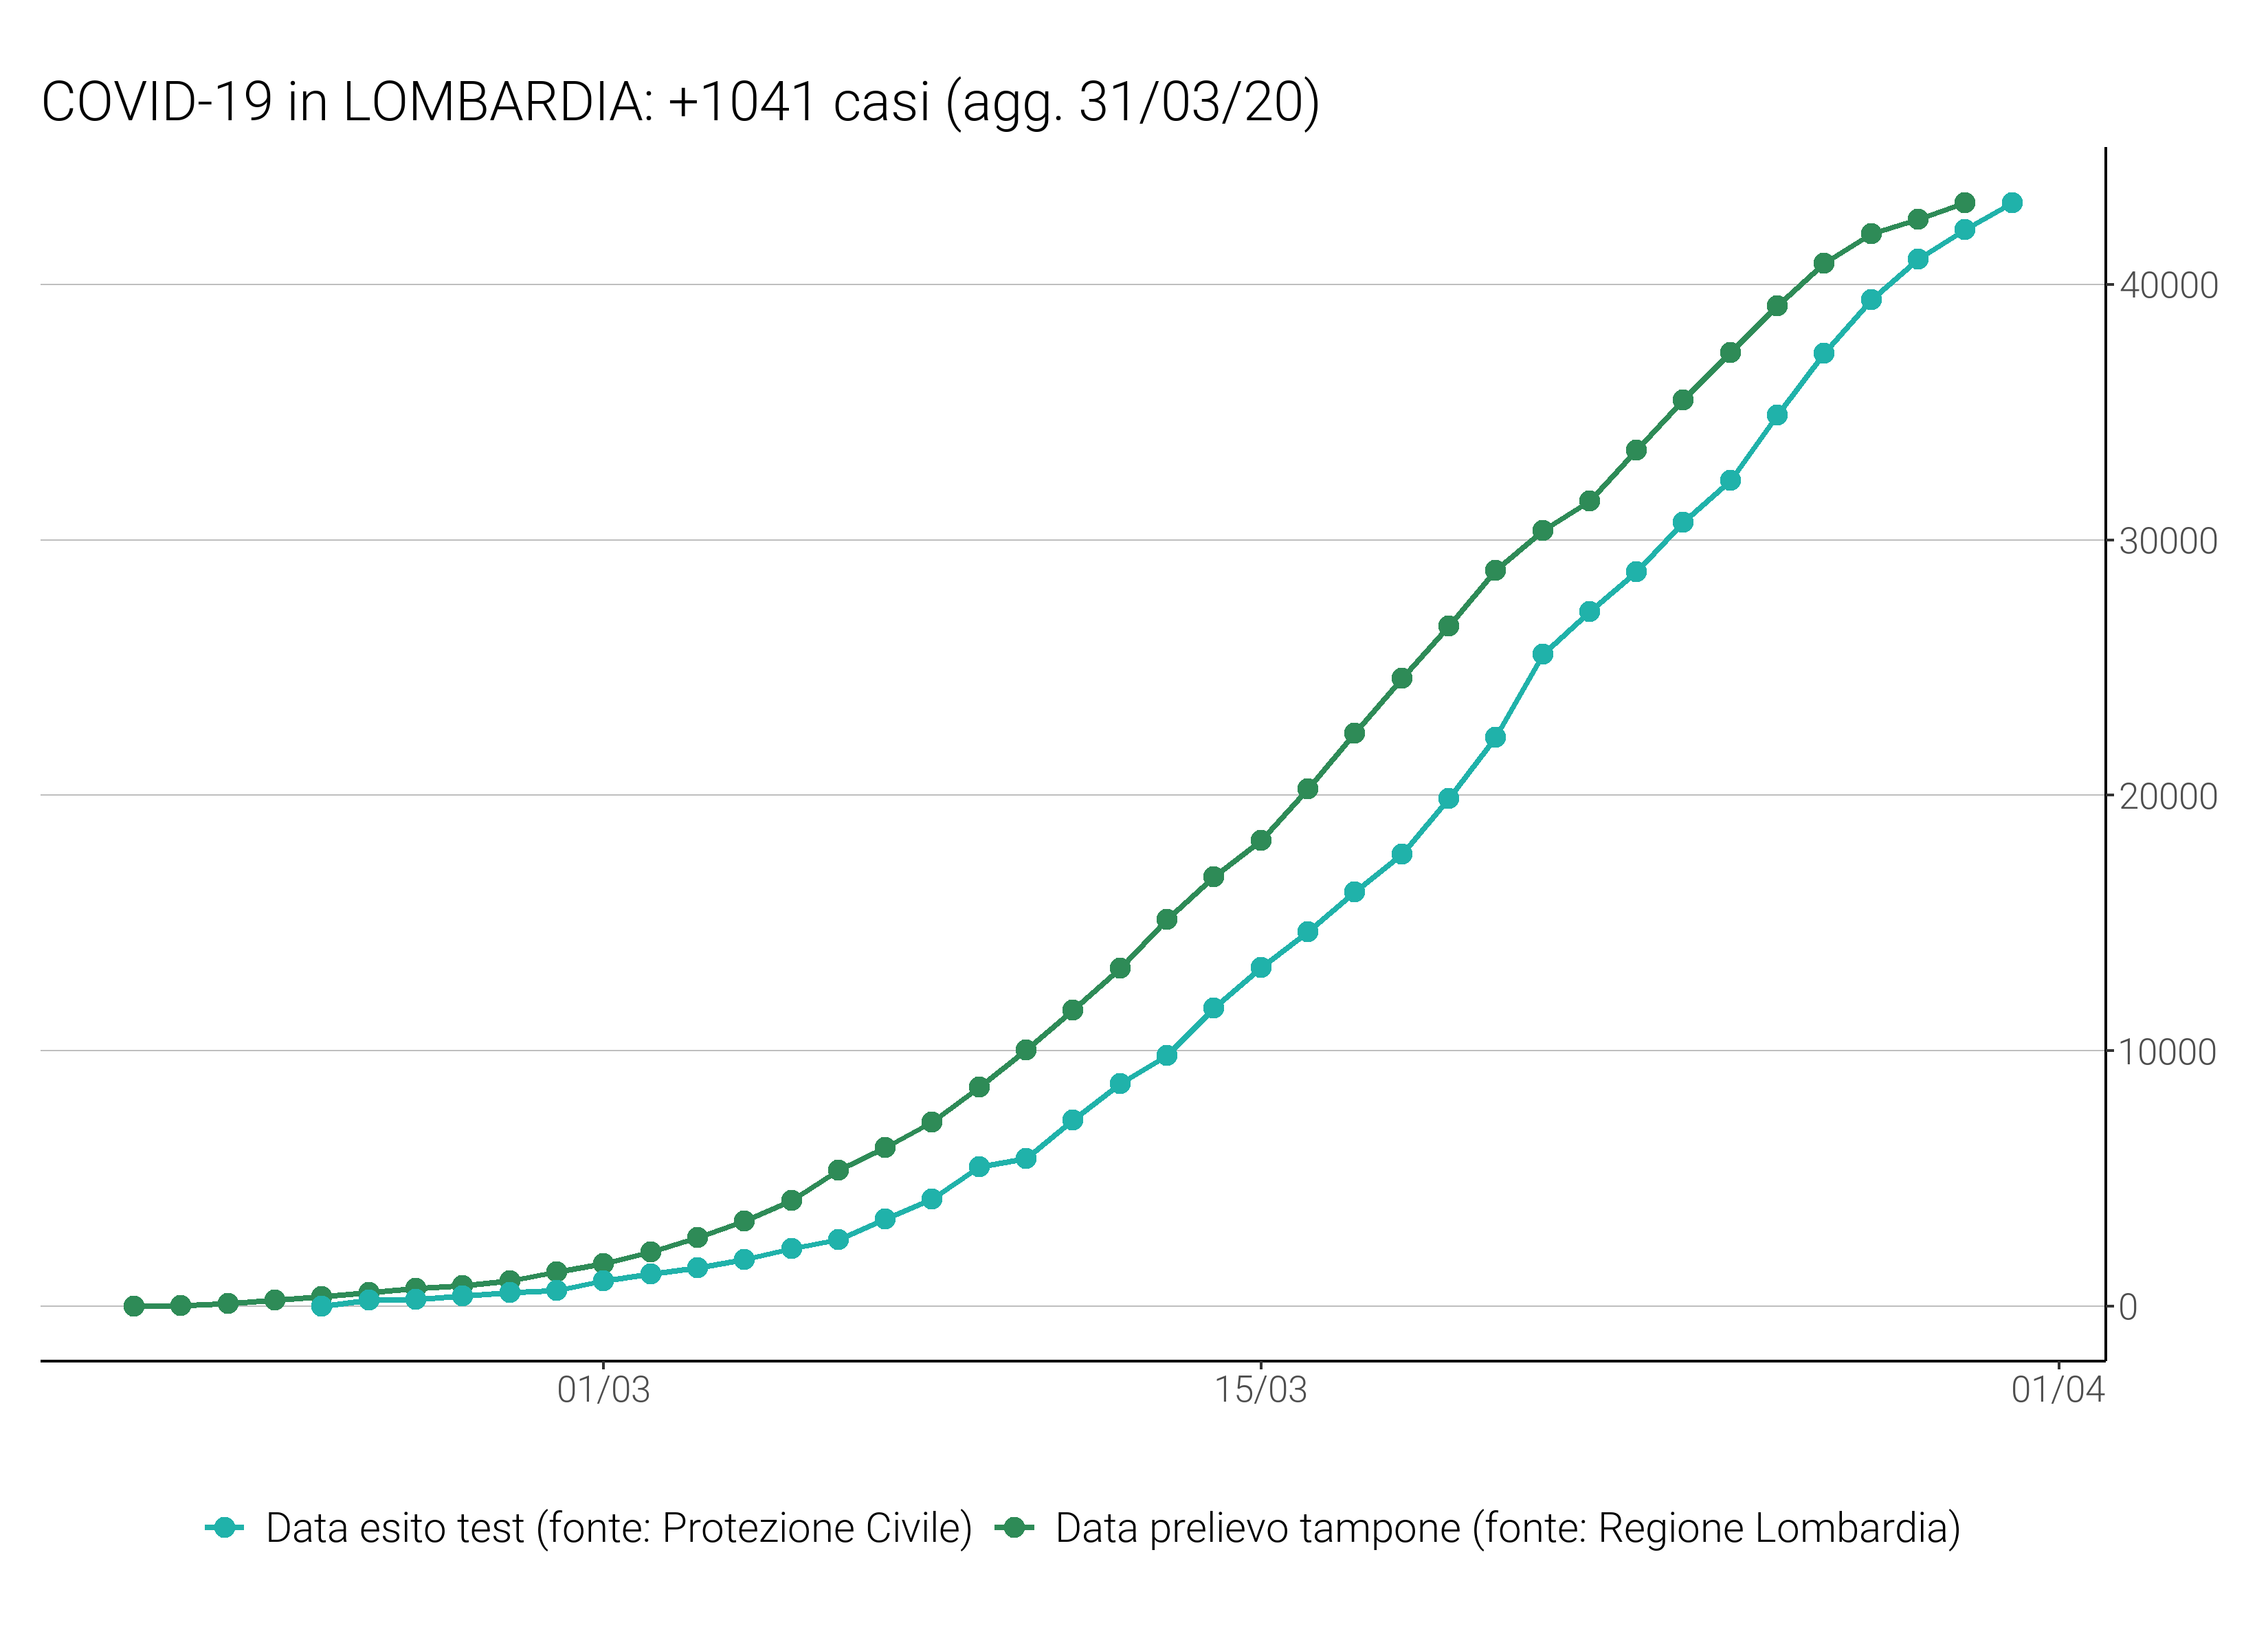 COVID-19 in LOMBARDIA: +1041 casi (agg. 31/03/20)
40000
30000
20000
10000
0
01/03 15/03 01/04
Data esito test (fonte: Protezione Civile) Data prelievo tampone (fonte: Regione Lombardia)